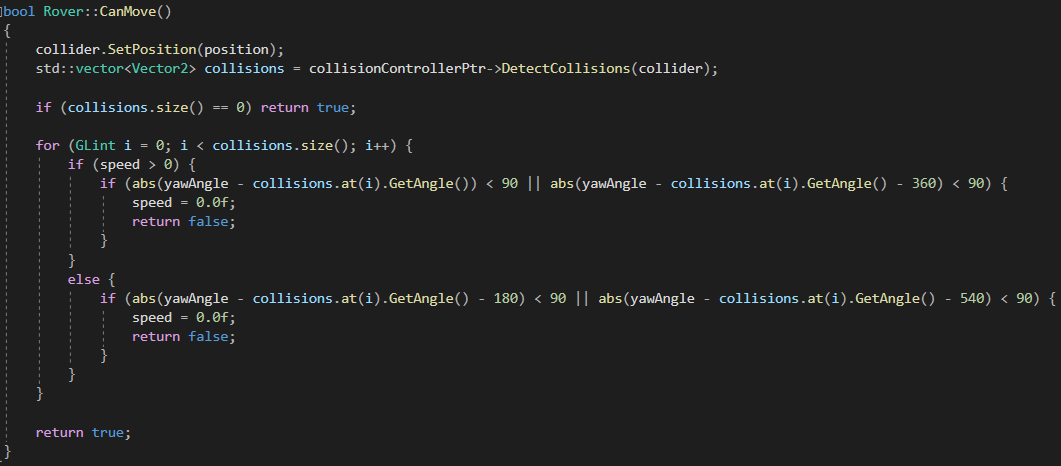 bool Rover::CanMove()
{
collider.SetPosition(position);
std::vector<Vector2> collisions = collisionControllerPtr->DetectCollisions(collider);
if (collisions.size() == 0) return true;
for (GLint i = 0; i < collisions.size(); i++) {
if (speed > 0) {
if (abs(yawAngle - collisions.at(i).GetAngle()) < 90 || abs(yawAngle - collisions.at(i).GetAngle() - 360) < 90) {
speed = 0.0f;
return false;
}
}
else {
if (abs(yawAngle - collisions.at(i).GetAngle() - 180) < 90 || abs(yawAngle - collisions.at(i).GetAngle() - 540) < 90) {
speed = 0.0f;
return false;
}
}
}
return true;
}